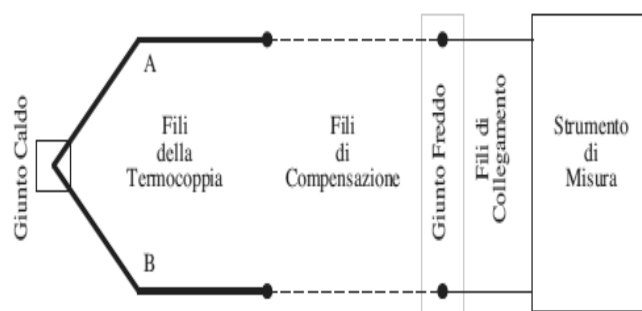 Giunto Caldo
A
B
Fili
della
Termocoppia
Fili
di
Compensazione
Giunto Freddo
Fili di
Collegamento
Strumento
di
Misura